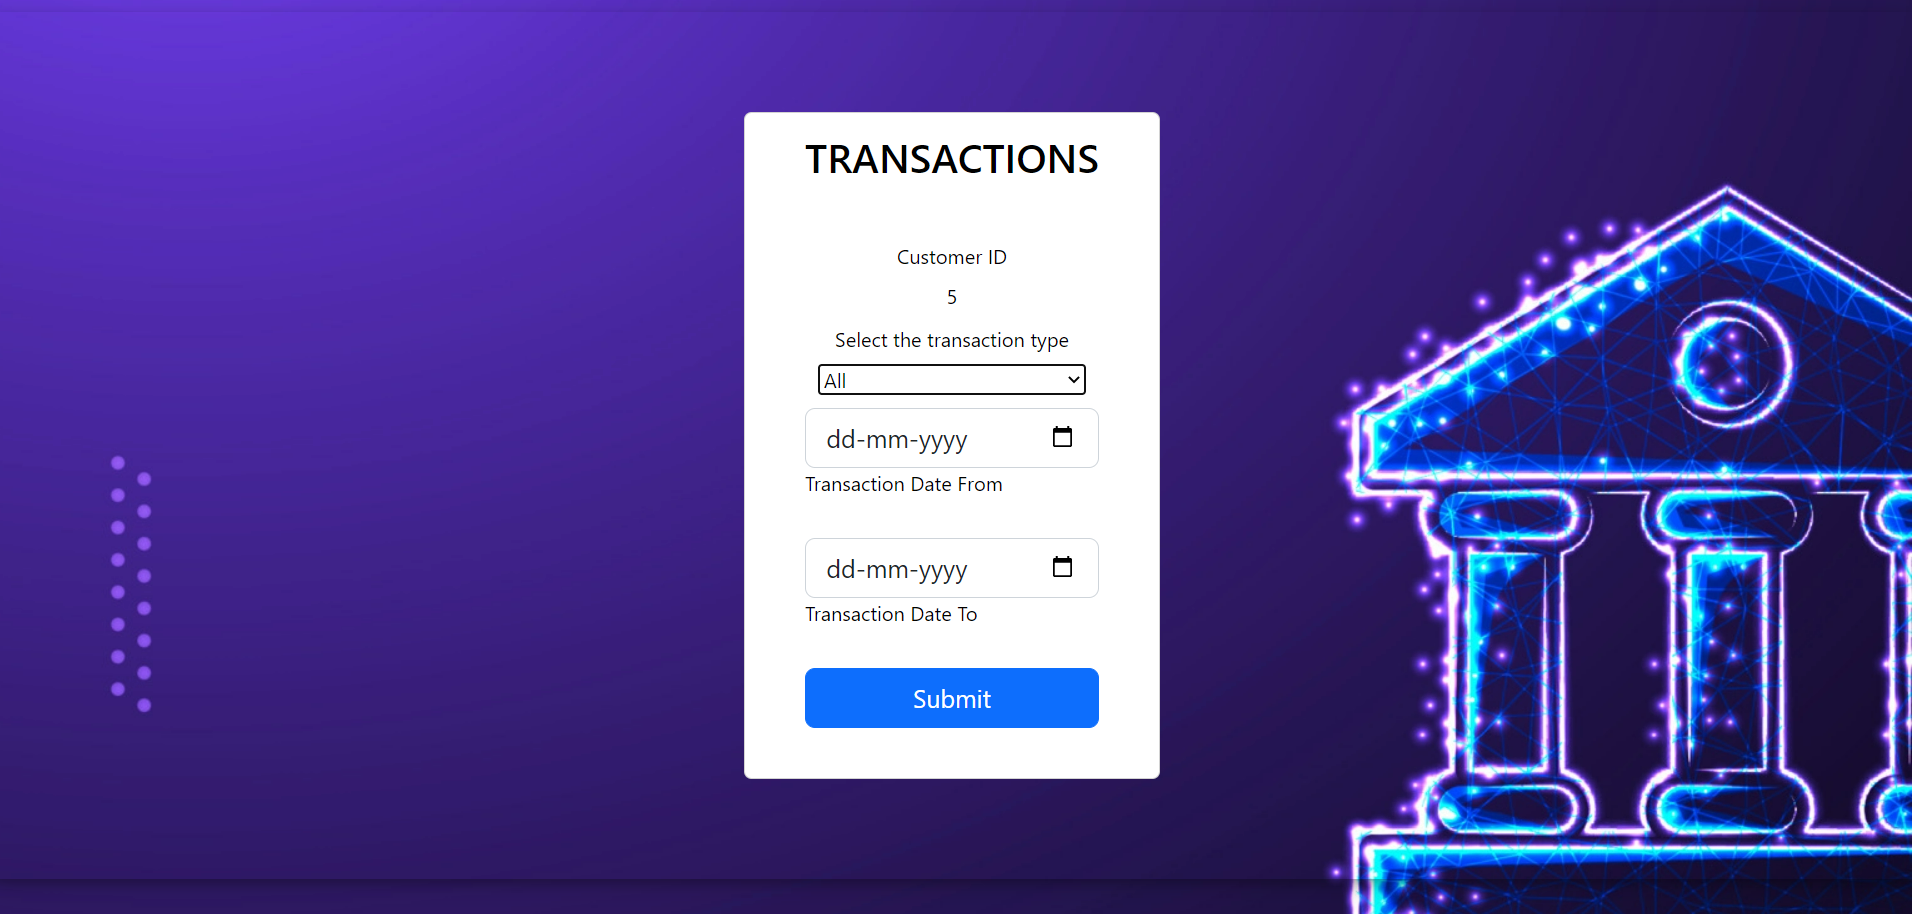 TRANSACTIONS
Customer ID
5
Select the transaction type
All
dd-mm-yyyy
Transaction Date From
dd-mm-yyyy
Transaction Date To
Submit